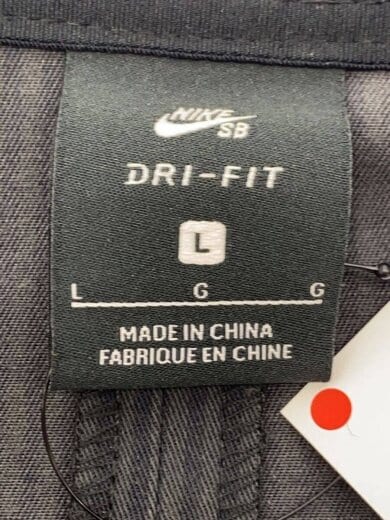 NIKE
SB
DRI-FIT
L
L G G
MADE IN CHINA
FABRIQUE EN CHINE